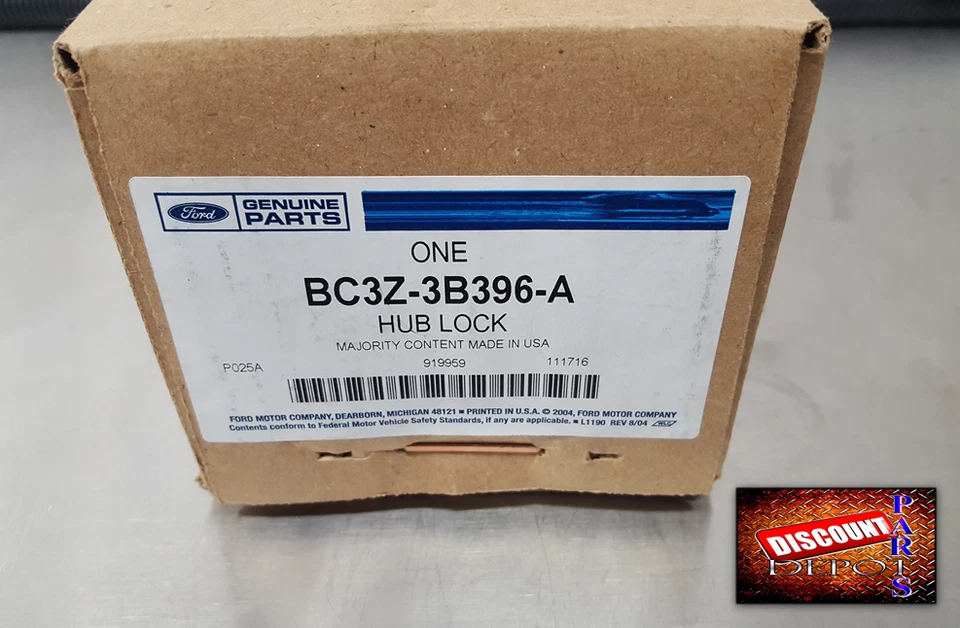 Ford GENUINE PARTS
ONE
BC3Z-3B396-A
HUB LOCK
MAJORITY CONTENT MADE IN USA
P025A 919959 111716
FORD MOTOR COMPANY, DEARBORN, MICHIGAN 48121 ■ PRINTED IN U.S.A. © 2004, FORD MOTOR COMPANY
Contents conform to Federal Motor Vehicle Safety Standards, if any are applicable. ■ L1190 REV 8/04
DISCOUNT
DEPOT
PARTS